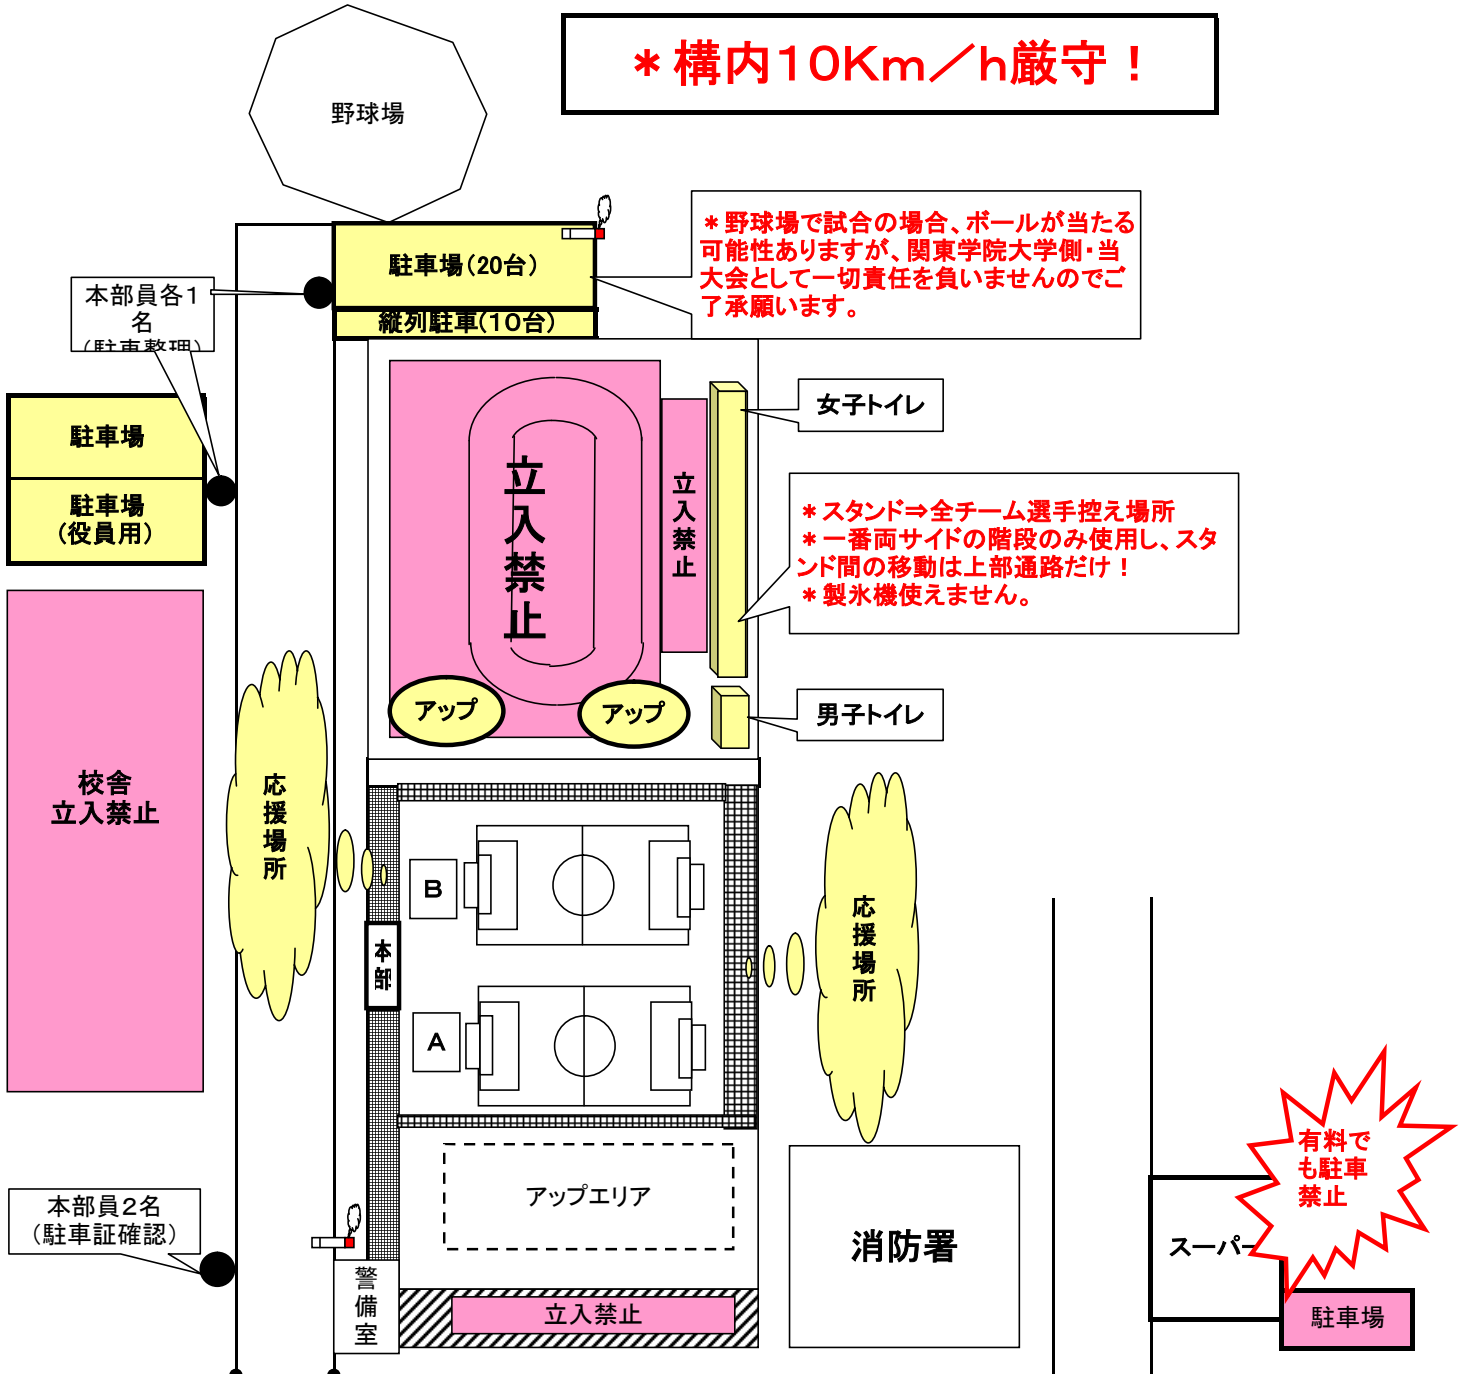 ＊構内10Km／h厳守！
野球場
＊野球場で試合の場合、ボールが当たる
可能性ありますが、関東学院大学側・当
大会として一切責任を負いませんのでご
了承願います。
駐車場（20台）
縦列駐車（10台）
本部員各1
名
（駐車整理）
駐車場
駐車場
（役員用）
立入禁止
立入禁止
女子トイレ
＊スタンド⇒全チーム選手控え場所
＊一番両サイドの階段のみ使用し、スタ
ンド間の移動は上部通路だけ！
＊製氷機使えません。
アップ
アップ
男子トイレ
校舎
立入禁止
応援場所
B
本部
A
応援場所
アップエリア
本部員2名
（駐車証確認）
警備室
立入禁止
消防署
有料で
も駐車
禁止
スーパー
駐車場